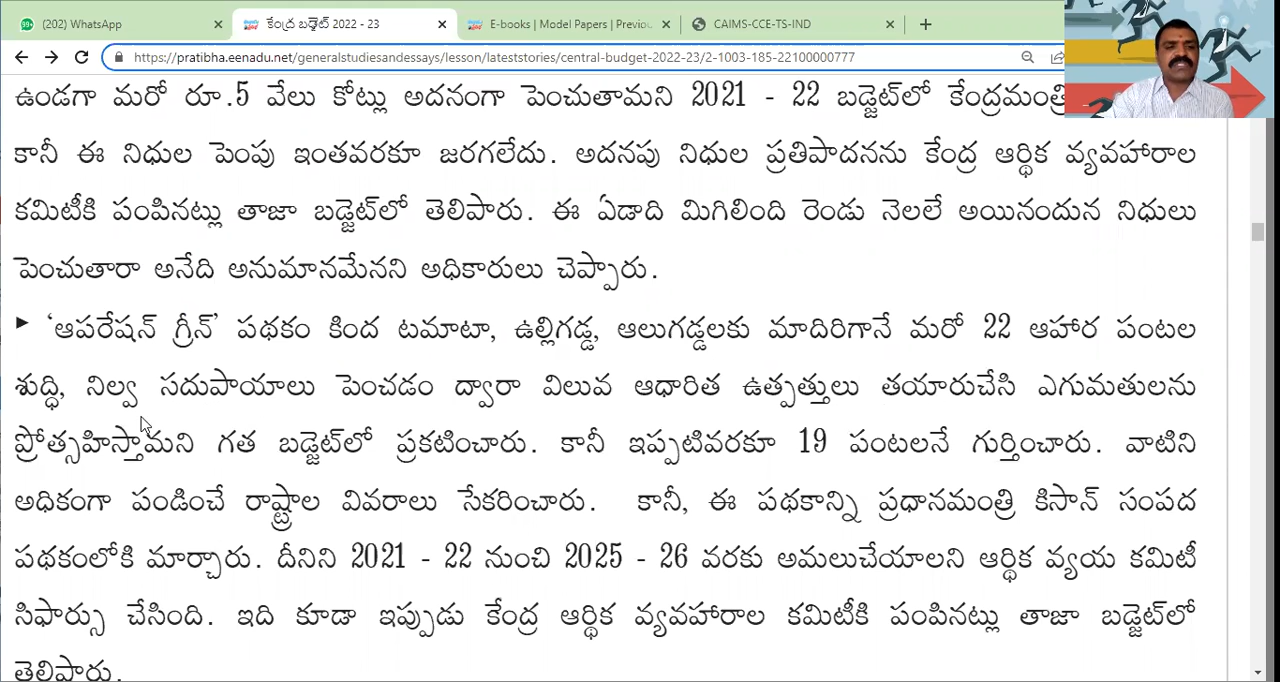 (202) WhatsApp
కేంద్ర బడ్జెట్ 2022 - 23
E-books | Model Papers | Previou
CAIMS-CCE-TS-IND
https://pratibha.eenadu.net/generalstudiesandessays/lesson/lateststories/central-budget-2022-23/2-1003-185-22100000777
ఉండగా మరో రూ.5 వేలు కోట్లు అదనంగా పెంచుతామని 2021 - 22 బడ్జెట్‌లో కేంద్రమంత్రి
కానీ ఈ నిధుల పెంపు ఇంతవరకూ జరగలేదు. అదనపు నిధుల ప్రతిపాదనను కేంద్ర ఆర్థిక వ్యవహారాల
కమిటీకి పంపినట్లు తాజా బడ్జెట్‌లో తెలిపారు. ఈ ఏడాది మిగిలింది రెండు నెలలే అయినందున నిధులు
పెంచుతారా అనేది అనుమానమేనని అధికారులు చెప్పారు.
► ‘ఆపరేషన్ గ్రీన్’ పథకం కింద టమాటా, ఉల్లిగడ్డ, ఆలుగడ్డలకు మాదిరిగానే మరో 22 ఆహార పంటల
శుద్ధి, నిల్వ సదుపాయాలు పెంచడం ద్వారా విలువ ఆధారిత ఉత్పత్తులు తయారుచేసి ఎగుమతులను
ప్రోత్సహిస్తామని గత బడ్జెట్‌లో ప్రకటించారు. కానీ ఇప్పటివరకూ 19 పంటలనే గుర్తించారు. వాటిని
అధికంగా పండించే రాష్ట్రాల వివరాలు సేకరించారు. కానీ, ఈ పథకాన్ని ప్రధానమంత్రి కిసాన్ సంపద
పథకంలోకి మార్చారు. దీనిని 2021 - 22 నుంచి 2025 - 26 వరకు అమలుచేయాలని ఆర్థిక వ్యయ కమిటీ
సిఫార్సు చేసింది. ఇది కూడా ఇప్పుడు కేంద్ర ఆర్థిక వ్యవహారాల కమిటీకి పంపినట్లు తాజా బడ్జెట్‌లో
తెలిపారు.